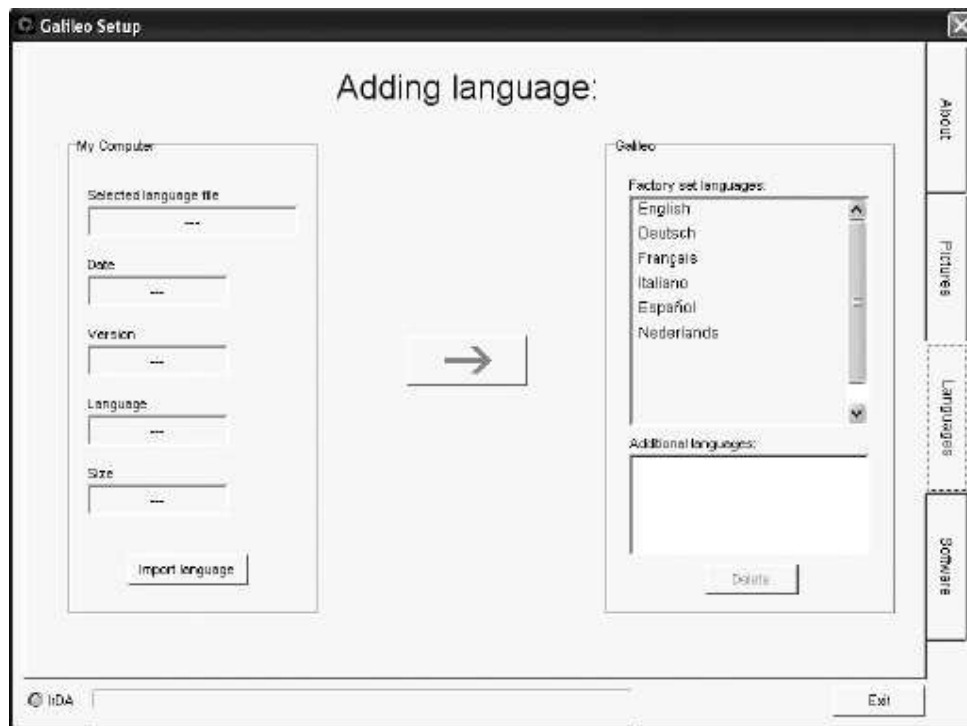 Galileo Setup
Adding language:
My Computer
Selected language file
---
Date
---
Version
---
Language
---
Size
---
Import language
Galileo
Factory set languages:
English
Deutsch
Français
Italiano
Español
Nederlands
Additional languages:
Delete
About
Pictures
Languages
Software
IrDA
Exit